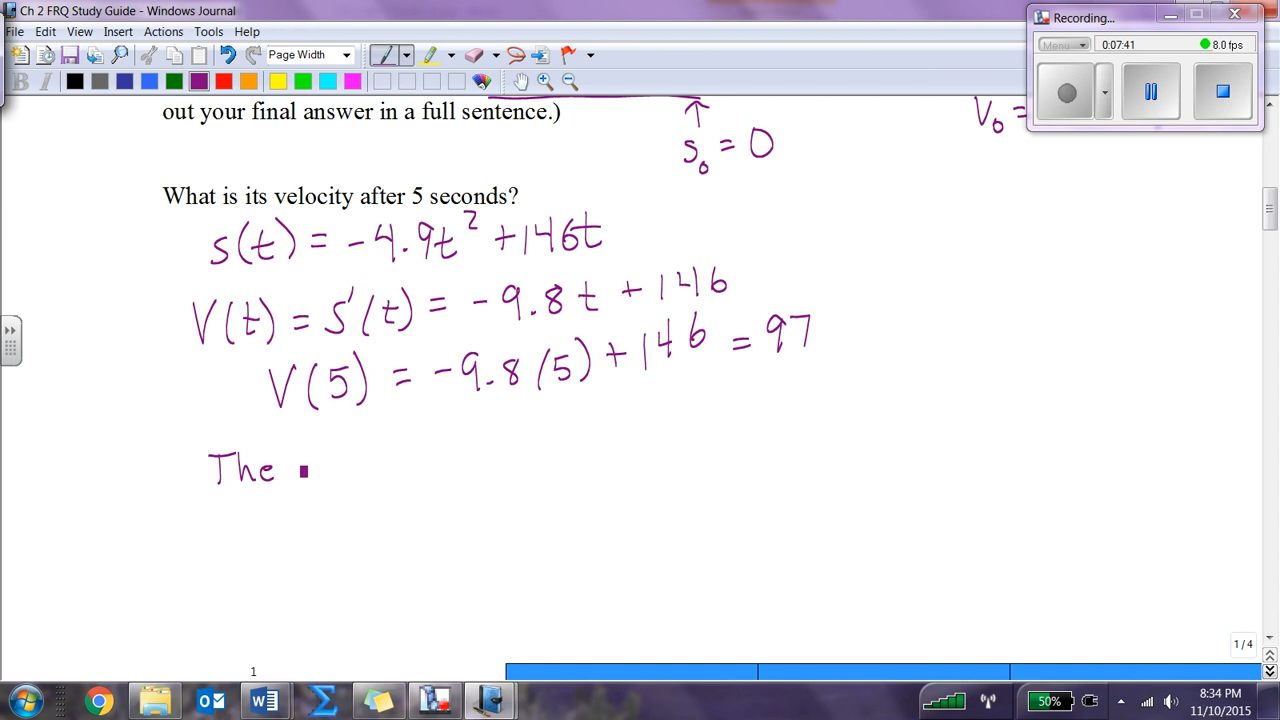 Ch 2 FRQ Study Guide - Windows Journal
File Edit View Insert Actions Tools Help
Page Width
B I
Recording...
Menu 0:07:41 8.0 fps
out your final answer in a full sentence.)
s₀ = 0
V₀ =
What is its velocity after 5 seconds?
s(t) = -4.9t² + 146t
V(t) = s'(t) = -9.8t + 146
V(5) = -9.8(5) + 146 = 97
The
1 / 4
1
50%
8:34 PM
11/10/2015